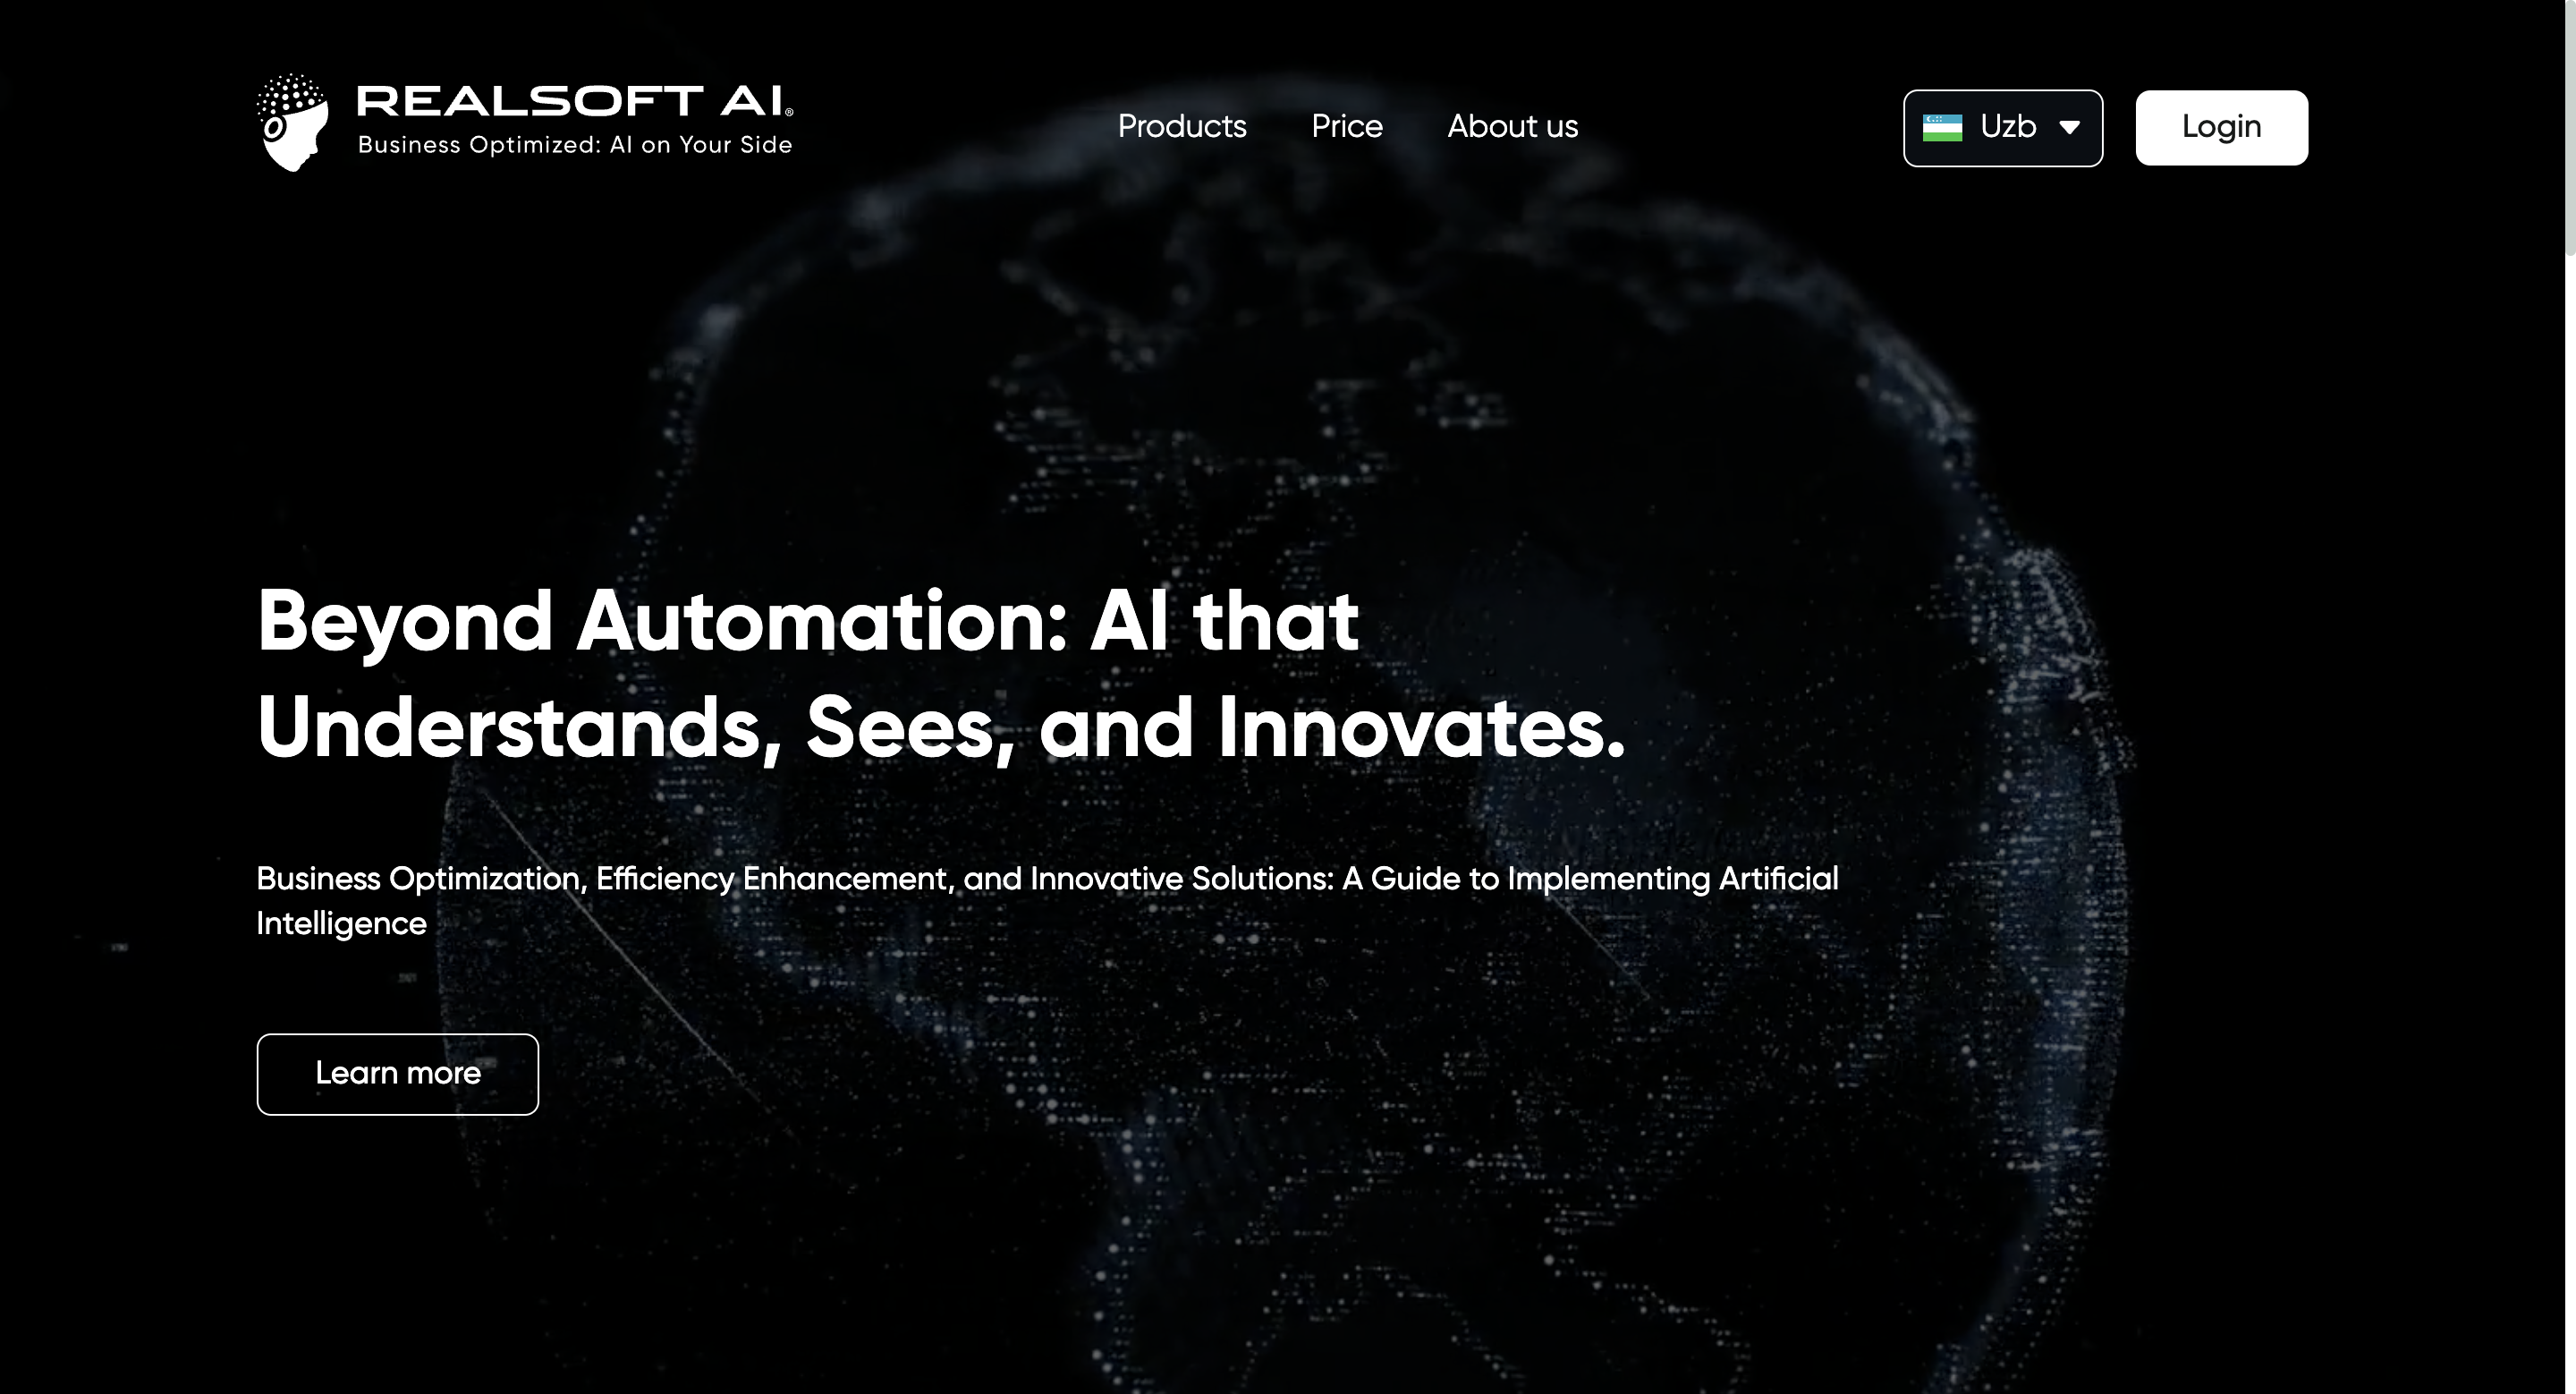 REALSOFT AI®
Business Optimized: AI on Your Side
Products
Price
About us
Uzb
Login
Beyond Automation: AI that
Understands, Sees, and Innovates.
Business Optimization, Efficiency Enhancement, and Innovative Solutions: A Guide to Implementing Artificial
Intelligence
Learn more